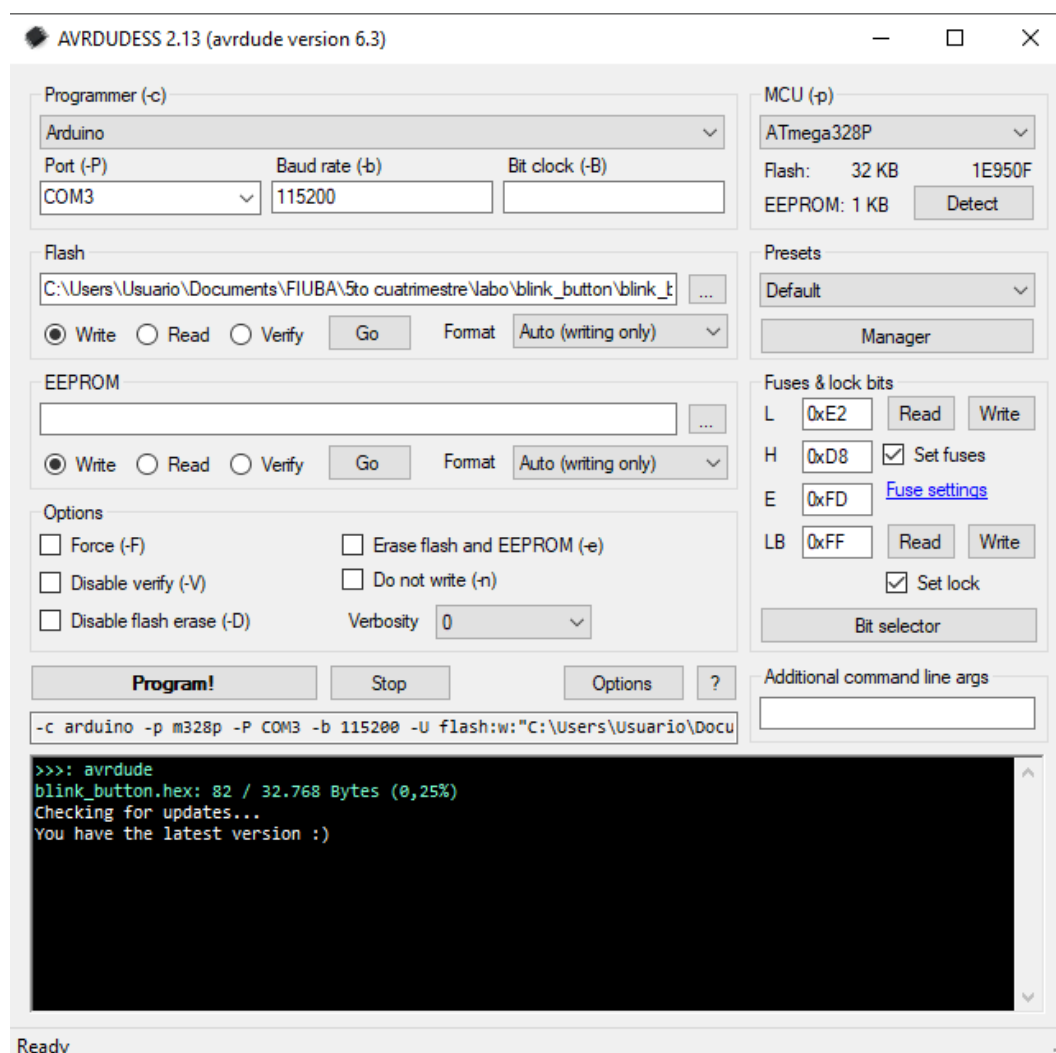 AVRDUDESS 2.13 (avrdude version 6.3)
Programmer (-c)
Arduino
Port (-P) Baud rate (-b) Bit clock (-B)
COM3 115200
MCU (-p)
ATmega328P
Flash: 32 KB 1E950F
EEPROM: 1 KB Detect
Flash
C:\Users\Usuario\Documents\FIUBA\5to cuatrimestre\labo\blink_button\blink_b ...
Write Read Verify Go Format Auto (writing only)
Presets
Default
Manager
EEPROM
...
Write Read Verify Go Format Auto (writing only)
Fuses & lock bits
L 0xE2 Read Write
H 0xD8 Set fuses
E 0xFD Fuse settings
LB 0xFF Read Write
Set lock
Bit selector
Options
Force (-F) Erase flash and EEPROM (-e)
Disable verify (-V) Do not write (-n)
Disable flash erase (-D) Verbosity 0
Program! Stop Options ?
Additional command line args
-c arduino -p m328p -P COM3 -b 115200 -U flash:w:"C:\Users\Usuario\Docu
>>>: avrdude
blink_button.hex: 82 / 32.768 Bytes (0,25%)
Checking for updates...
You have the latest version :)
Ready